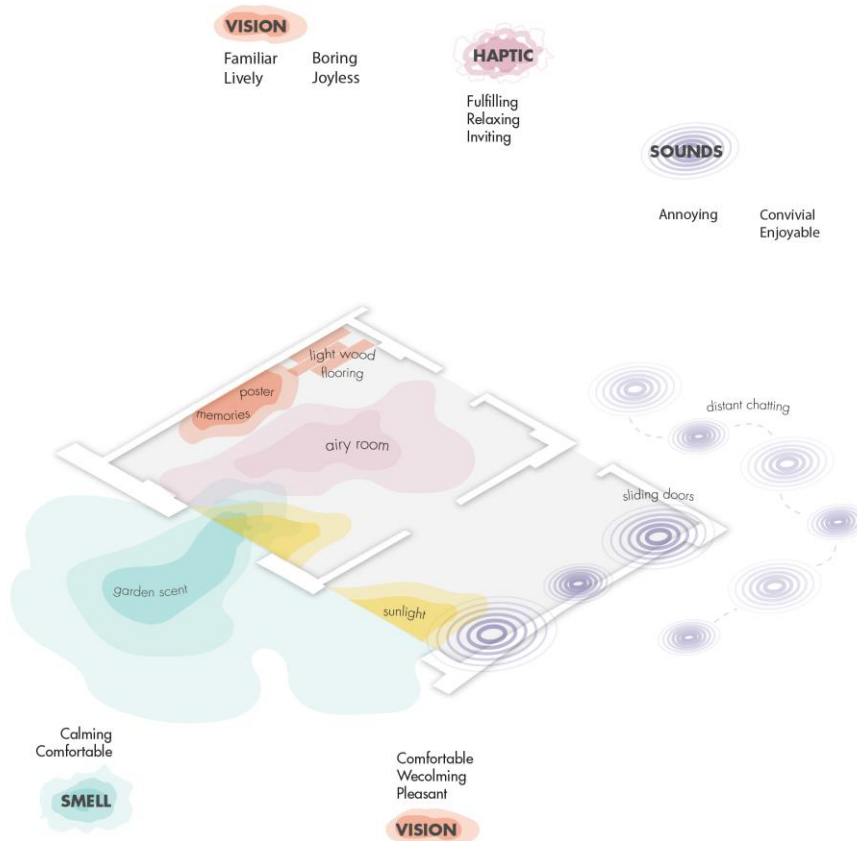 VISION
Familiar
Lively
Boring
Joyless
HAPTIC
Fulfilling
Relaxing
Inviting
SOUNDS
Annoying
Convivial
Enjoyable
light wood
flooring
poster
memories
airy room
distant chatting
sliding doors
garden scent
sunlight
Calming
Comfortable
SMELL
Comfortable
Wecolming
Pleasant
VISION